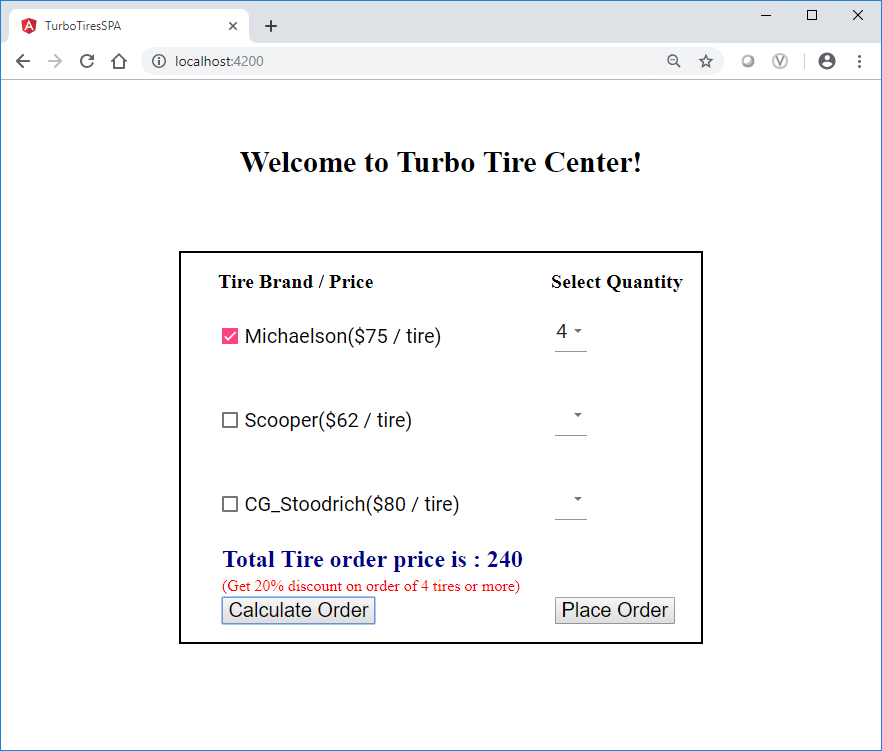 TurboTiresSPA
localhost:4200
Welcome to Turbo Tire Center!
Tire Brand / Price Select Quantity
Michaelson($75 / tire) 4
Scooper($62 / tire)
CG_Stoodrich($80 / tire)
Total Tire order price is : 240
(Get 20% discount on order of 4 tires or more)
Calculate Order Place Order